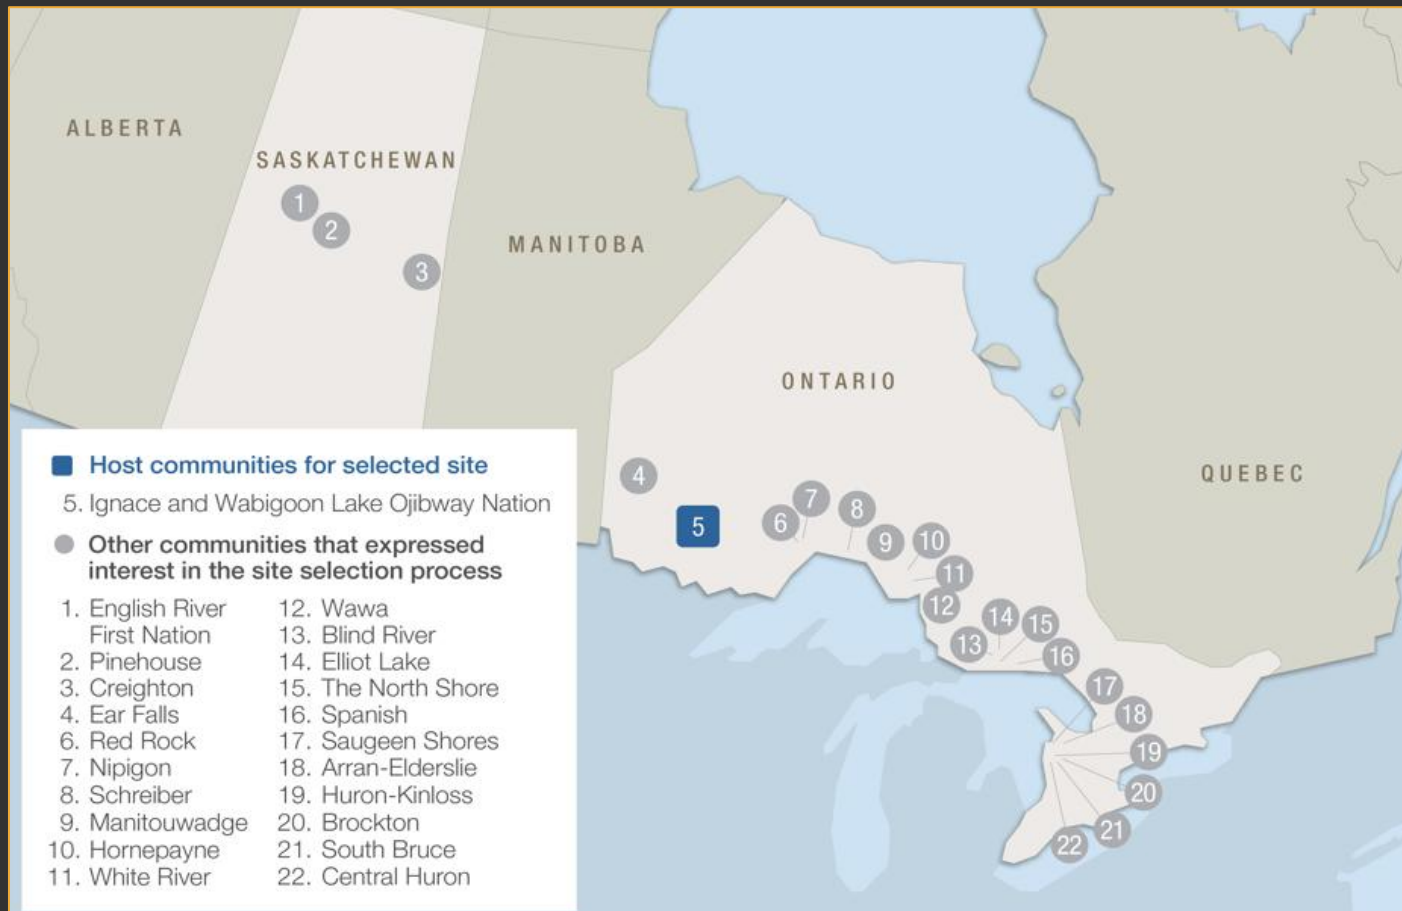 ALBERTA
SASKATCHEWAN
1
2
3
MANITOBA
ONTARIO
QUEBEC
4
5
6
7
8
9
10
11
12
13
14
15
16
17
18
19
20
21
22
Host communities for selected site
5. Ignace and Wabigoon Lake Ojibway Nation
Other communities that expressed
interest in the site selection process
1. English River
First Nation
2. Pinehouse
3. Creighton
4. Ear Falls
6. Red Rock
7. Nipigon
8. Schreiber
9. Manitouwadge
10. Hornepayne
11. White River
12. Wawa
13. Blind River
14. Elliot Lake
15. The North Shore
16. Spanish
17. Saugeen Shores
18. Arran-Elderslie
19. Huron-Kinloss
20. Brockton
21. South Bruce
22. Central Huron